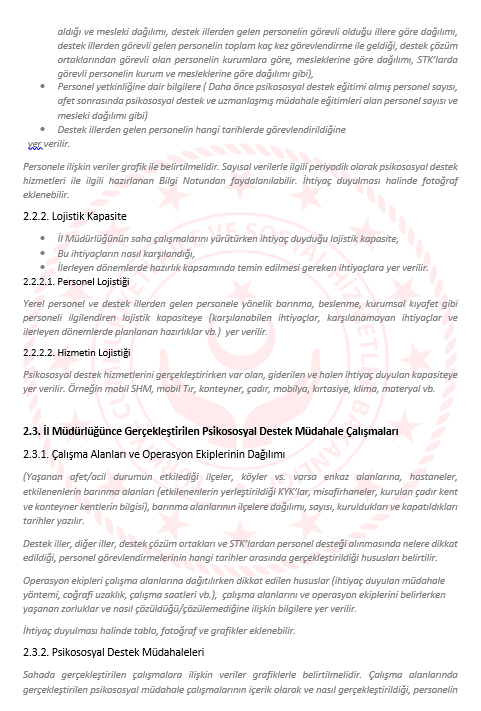 aldığı ve mesleki dağılımı, destek illerden gelen personelin görevli olduğu illere göre dağılımı,
destek illerden görevli gelen personelin toplam kaç kez görevlendirme ile geldiği, destek çözüm
ortaklarından görevli olan personelin kurumlara göre, mesleklerine göre dağılımı, STK'larda
görevli personelin kurum ve mesleklerine göre dağılımı gibi),
• Personel yetkinliğine dair bilgilere ( Daha önce psikososyal destek eğitimi almış personel sayısı,
afet sonrasında psikososyal destek ve uzmanlaşmış müdahale eğitimleri alan personel sayısı ve
mesleki dağılımı gibi)
• Destek illerden gelen personelin hangi tarihlerde görevlendirildiğine
yer verilir.
Personele ilişkin veriler grafik ile belirtilmelidir. Sayısal verilerle ilgili periyodik olarak psikososyal destek
hizmetleri ile ilgili hazırlanan Bilgi Notundan faydalanılabilir. İhtiyaç duyulması halinde fotoğraf
eklenebilir.
2.2.2. Lojistik Kapasite
• İl Müdürlüğünün saha çalışmalarını yürütürken ihtiyaç duyduğu lojistik kapasite,
• Bu ihtiyaçların nasıl karşılandığı,
• İlerleyen dönemlerde hazırlık kapsamında temin edilmesi gereken ihtiyaçlara yer verilir.
2.2.2.1. Personel Lojistiği
Yerel personel ve destek illerden gelen personele yönelik barınma, beslenme, kurumsal kıyafet gibi
personeli ilgilendiren lojistik kapasiteye (karşılanabilen ihtiyaçlar, karşılanamayan ihtiyaçlar ve
ilerleyen dönemlerde planlanan hazırlıklar vb.) yer verilir.
2.2.2.2. Hizmetin Lojistiği
Psikososyal destek hizmetlerini gerçekleştirirken var olan, giderilen ve halen ihtiyaç duyulan kapasiteye
yer verilir. Örneğin mobil SHM, mobil Tır, konteyner, çadır, mobilya, kırtasiye, klima, materyal vb.
2.3. İl Müdürlüğünce Gerçekleştirilen Psikososyal Destek Müdahale Çalışmaları
2.3.1. Çalışma Alanları ve Operasyon Ekiplerinin Dağılımı
(Yaşanan afet/acil durumun etkilediği ilçeler, köyler vs. varsa enkaz alanlarına, hastaneler,
etkilenenlerin barınma alanları (etkilenenlerin yerleştirildiği KYK'lar, misafirhaneler, kurulan çadır kent
ve konteyner kentlerin bilgisi), barınma alanlarının ilçelere dağılımı, sayısı, kuruldukları ve kapatıldıkları
tarihler yazılır.
Destek iller, diğer iller, destek çözüm ortakları ve STK'lardan personel desteği alınmasında nelere dikkat
edildiği, personel görevlendirmelerinin hangi tarihler arasında gerçekleştirildiği hususları belirtilir.
Operasyon ekipleri çalışma alanlarına dağıtılırken dikkat edilen hususlar (ihtiyaç duyulan müdahale
yöntemi, coğrafi uzaklık, çalışma saatleri vb.), çalışma alanlarını ve operasyon ekiplerini belirlerken
yaşanan zorluklar ve nasıl çözüldüğü/çözülemediğine ilişkin bilgilere yer verilir.
İhtiyaç duyulması halinde tablo, fotoğraf ve grafikler eklenebilir.
2.3.2. Psikososyal Destek Müdahaleleri
Sahada gerçekleştirilen çalışmalara ilişkin veriler grafiklerle belirtilmelidir. Çalışma alanlarında
gerçekleştirilen psikososyal müdahale çalışmalarının içerik olarak ve nasıl gerçekleştirildiği, personelin